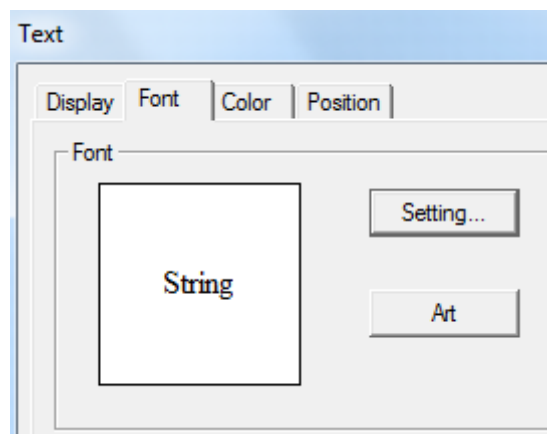 Text
Display Font Color Position
Font
Setting...
String
Art